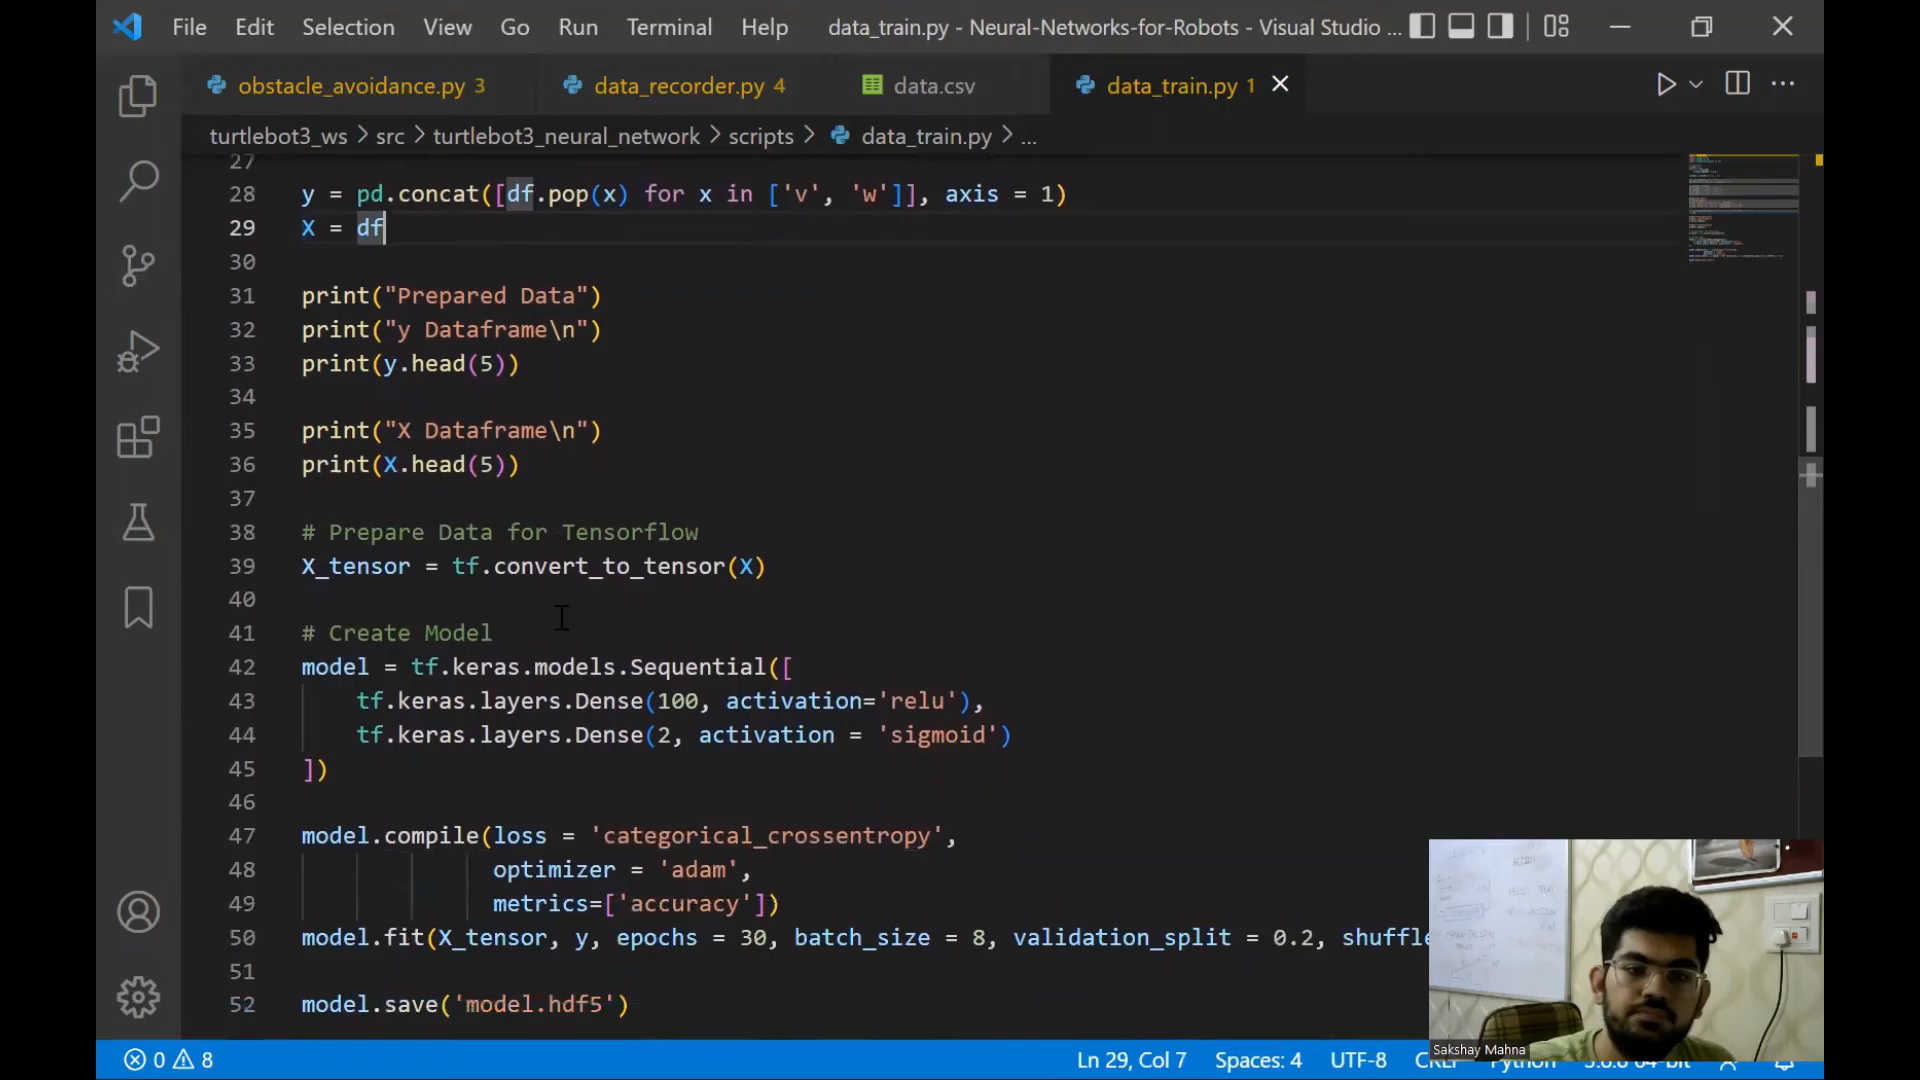 File Edit Selection View Go Run Terminal Help data_train.py - Neural-Networks-for-Robots - Visual Studio ...
obstacle_avoidance.py 3 data_recorder.py 4 data.csv data_train.py 1
turtlebot3_ws > src > turtlebot3_neural_network > scripts > data_train.py > ...
27
28 y = pd.concat([df.pop(x) for x in ['v', 'w']], axis = 1)
29 X = df
30
31 print("Prepared Data")
32 print("y Dataframe\n")
33 print(y.head(5))
34
35 print("X Dataframe\n")
36 print(X.head(5))
37
38 # Prepare Data for Tensorflow
39 X_tensor = tf.convert_to_tensor(X)
40
41 # Create Model
42 model = tf.keras.models.Sequential([
43 tf.keras.layers.Dense(100, activation='relu'),
44 tf.keras.layers.Dense(2, activation = 'sigmoid')
45 ])
46
47 model.compile(loss = 'categorical_crossentropy',
48 optimizer = 'adam',
49 metrics=['accuracy'])
50 model.fit(X_tensor, y, epochs = 30, batch_size = 8, validation_split = 0.2, shuffle
51
52 model.save('model.hdf5')
Sakshay Mahna
0 8 Ln 29, Col 7 Spaces: 4 UTF-8 CRLF Python